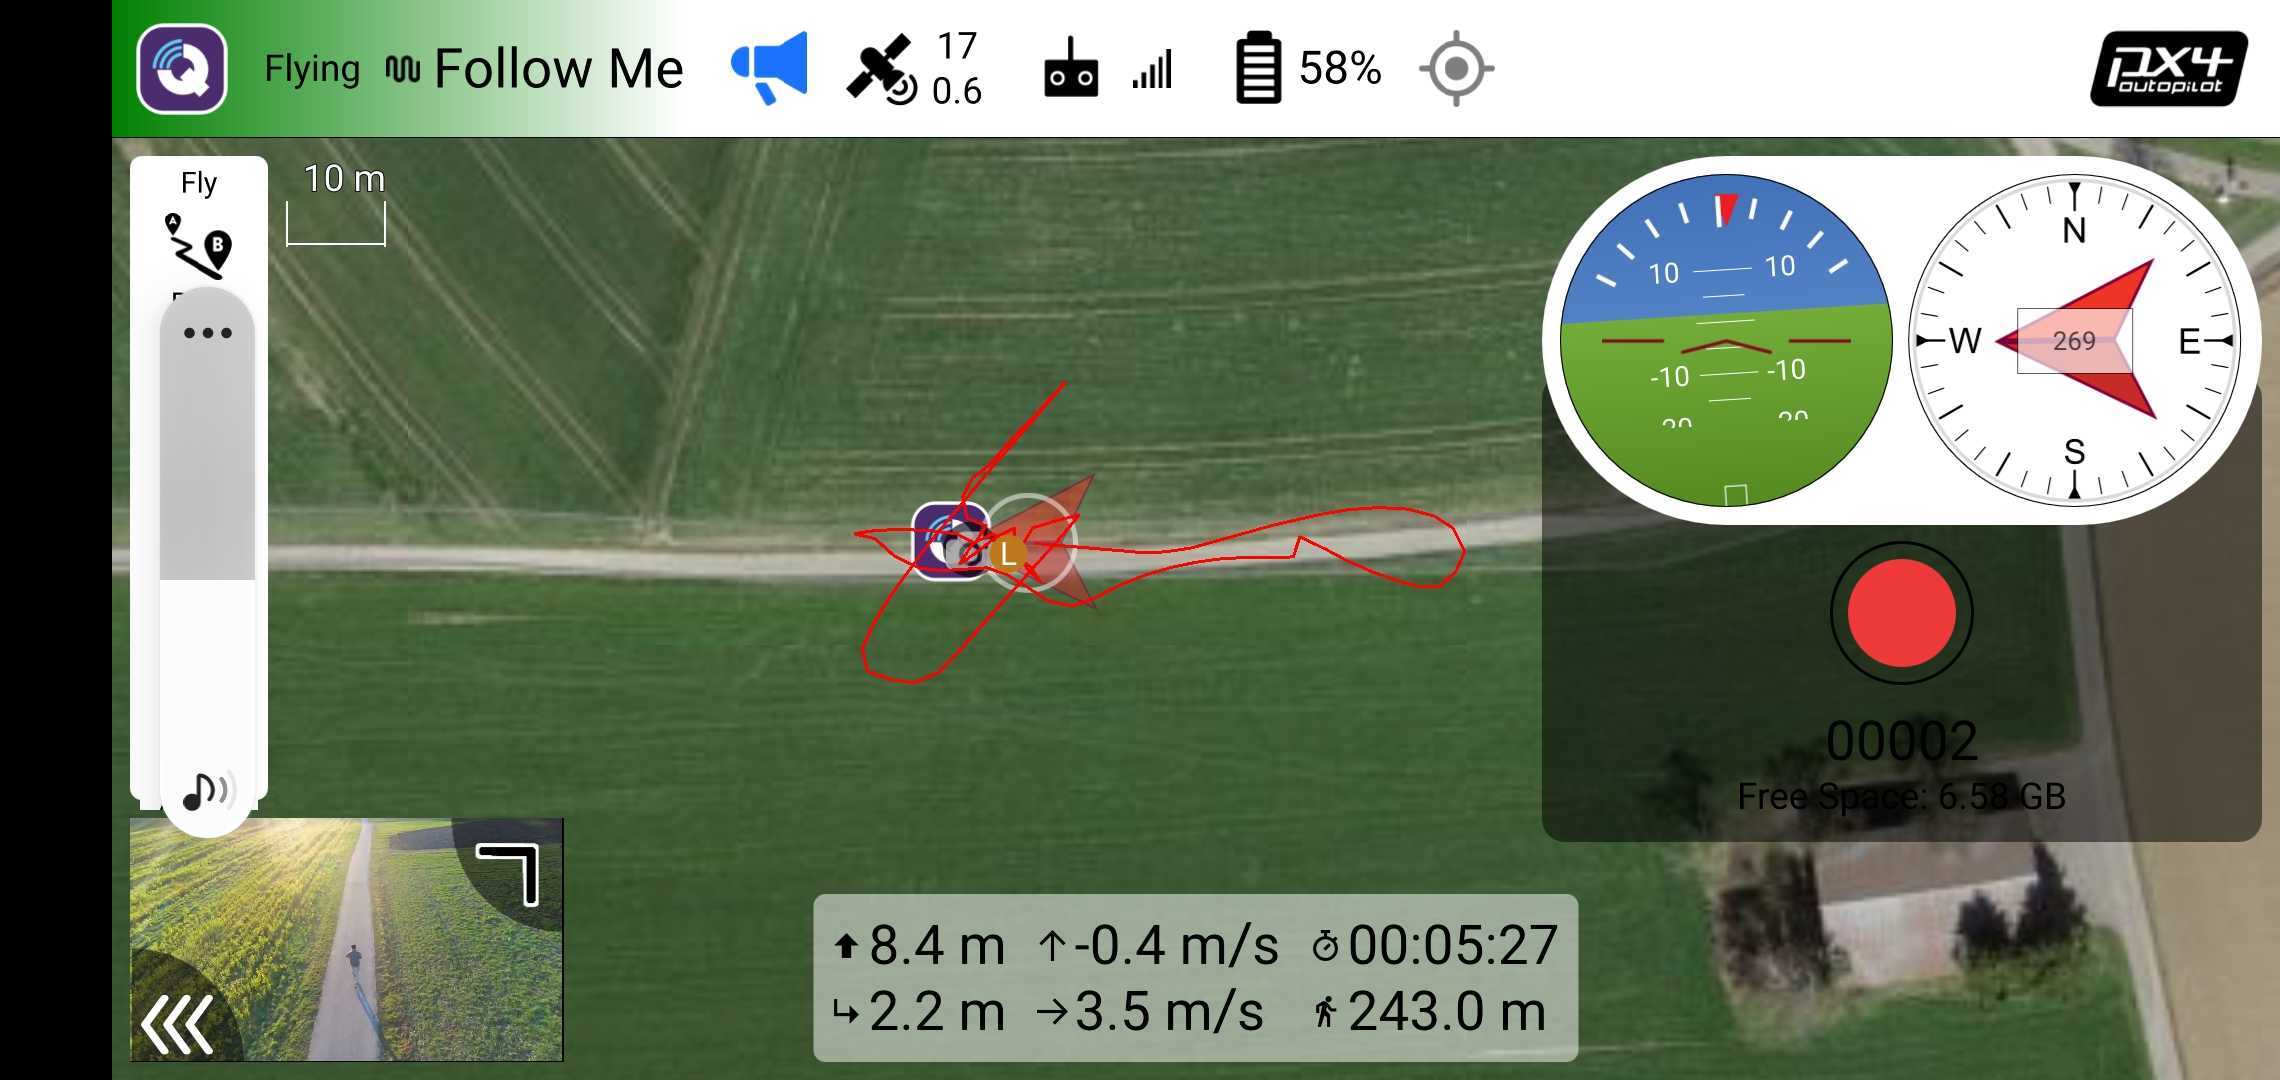 Flying Follow Me
17
0.6
58%
PX4
autopilot
Fly
A
B
10 m
10 10
-10 -10
20 20
N
W 269 E
S
L
00002
Free Space: 6.58 GB
8.4 m -0.4 m/s 00:05:27
2.2 m 3.5 m/s 243.0 m